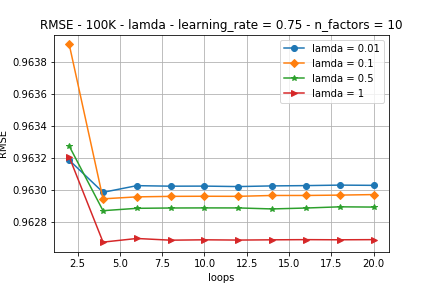 RMSE - 100K - lamda - learning_rate = 0.75 - n_factors = 10
lamda = 0.01
lamda = 0.1
lamda = 0.5
lamda = 1
0.9638
0.9636
0.9634
0.9632
0.9630
0.9628
RMSE
2.5 5.0 7.5 10.0 12.5 15.0 17.5 20.0
loops